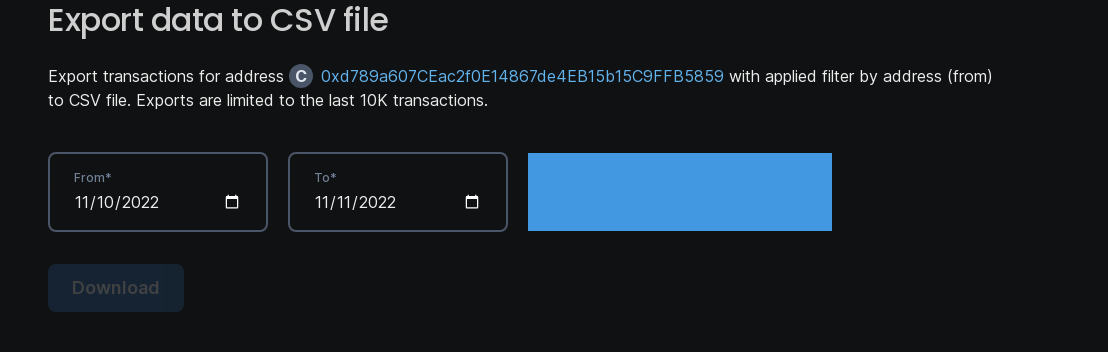 Export data to CSV file
Export transactions for address C 0xd789a607CEac2f0E14867de4EB15b15C9FFB5859 with applied filter by address (from)
to CSV file. Exports are limited to the last 10K transactions.
From* To*
11/10/2022 11/11/2022
Download